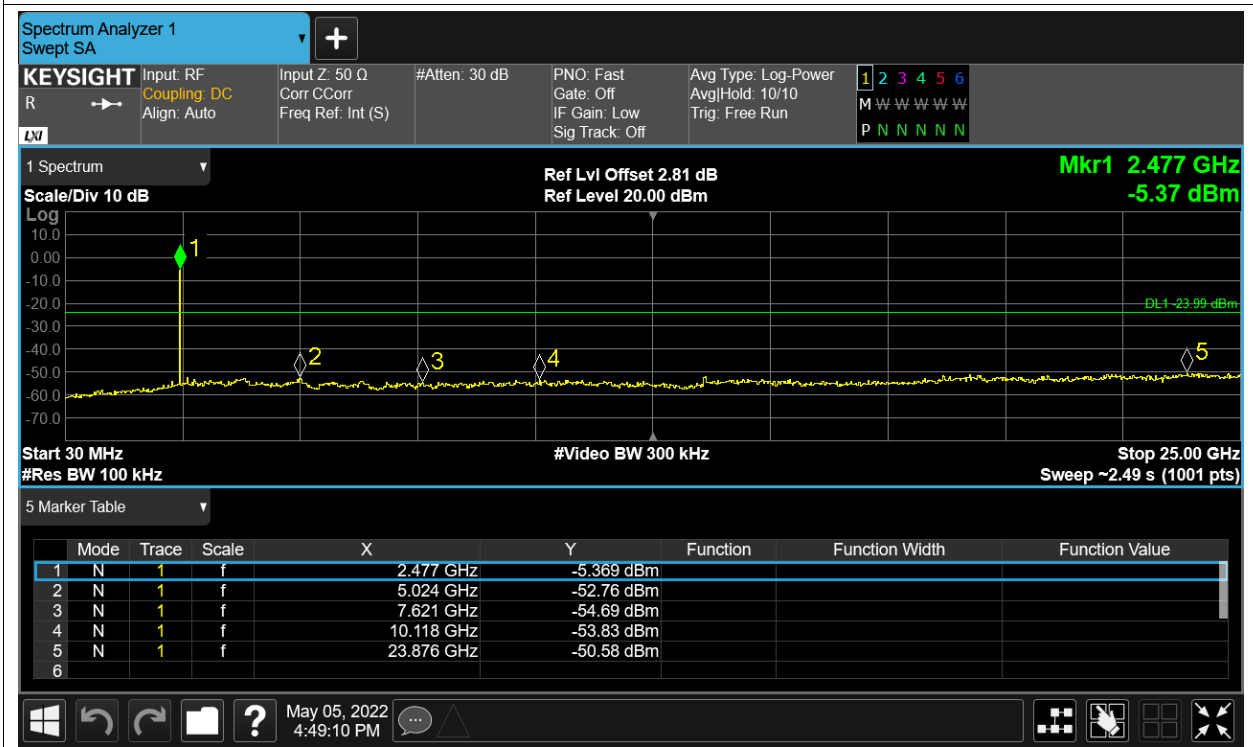 Spectrum Analyzer 1
Swept SA
+
KEYSIGHT Input: RF Input Z: 50 Ω #Atten: 30 dB PNO: Fast Avg Type: Log-Power 1 2 3 4 5 6
R Coupling: DC Corr CCorr Gate: Off Avg|Hold: 10/10 M W W W W W W
Align: Auto Freq Ref: Int (S) IF Gain: Low Trig: Free Run
LXI Sig Track: Off P N N N N N N
1 Spectrum Ref Lvl Offset 2.81 dB Mkr1 2.477 GHz
Scale/Div 10 dB Ref Level 20.00 dBm -5.37 dBm
Log
10.0
1
0.00
-10.0
-20.0
DL1 -23.99 dBm
-30.0
-40.0
2 3 4 5
-50.0
-60.0
-70.0
Start 30 MHz #Video BW 300 kHz Stop 25.00 GHz
#Res BW 100 kHz Sweep ~2.49 s (1001 pts)
5 Marker Table
Mode Trace Scale X Y Function Function Width Function Value
1 N 1 f 2.477 GHz -5.369 dBm
2 N 1 f 5.024 GHz -52.76 dBm
3 N 1 f 7.621 GHz -54.69 dBm
4 N 1 f 10.118 GHz -53.83 dBm
5 N 1 f 23.876 GHz -50.58 dBm
6
? May 05, 2022
4:49:10 PM